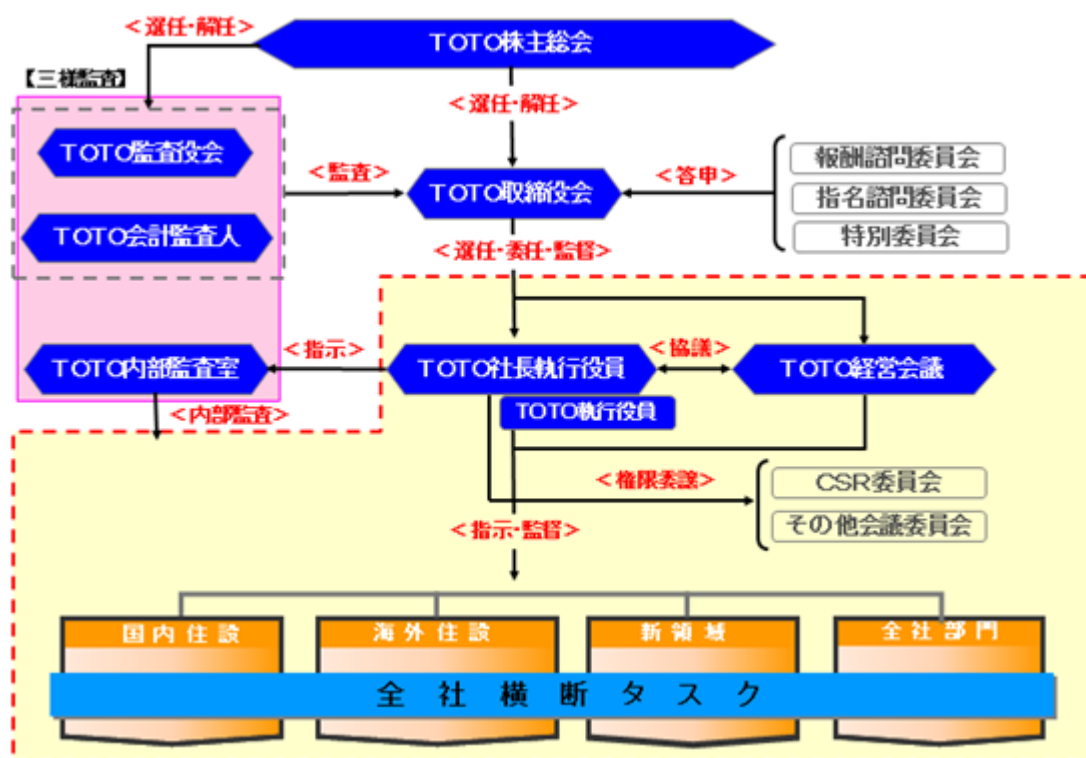 <選任・解任>
TOTO株主総会
【三様監査】
<選任・解任>
TOTO監査役会
<監査>
TOTO取締役会
<答申>
報酬諮問委員会
指名諮問委員会
特別委員会
TOTO会計監査人
<選任・委任・監督>
TOTO内部監査室
<指示>
TOTO社長執行役員
<協議>
TOTO経営会議
TOTO執行役員
<内部監査>
<権限委譲>
CSR委員会
その他会議委員会
<指示・監督>
国内住設
海外住設
新領域
全社部門
全社横断タスク